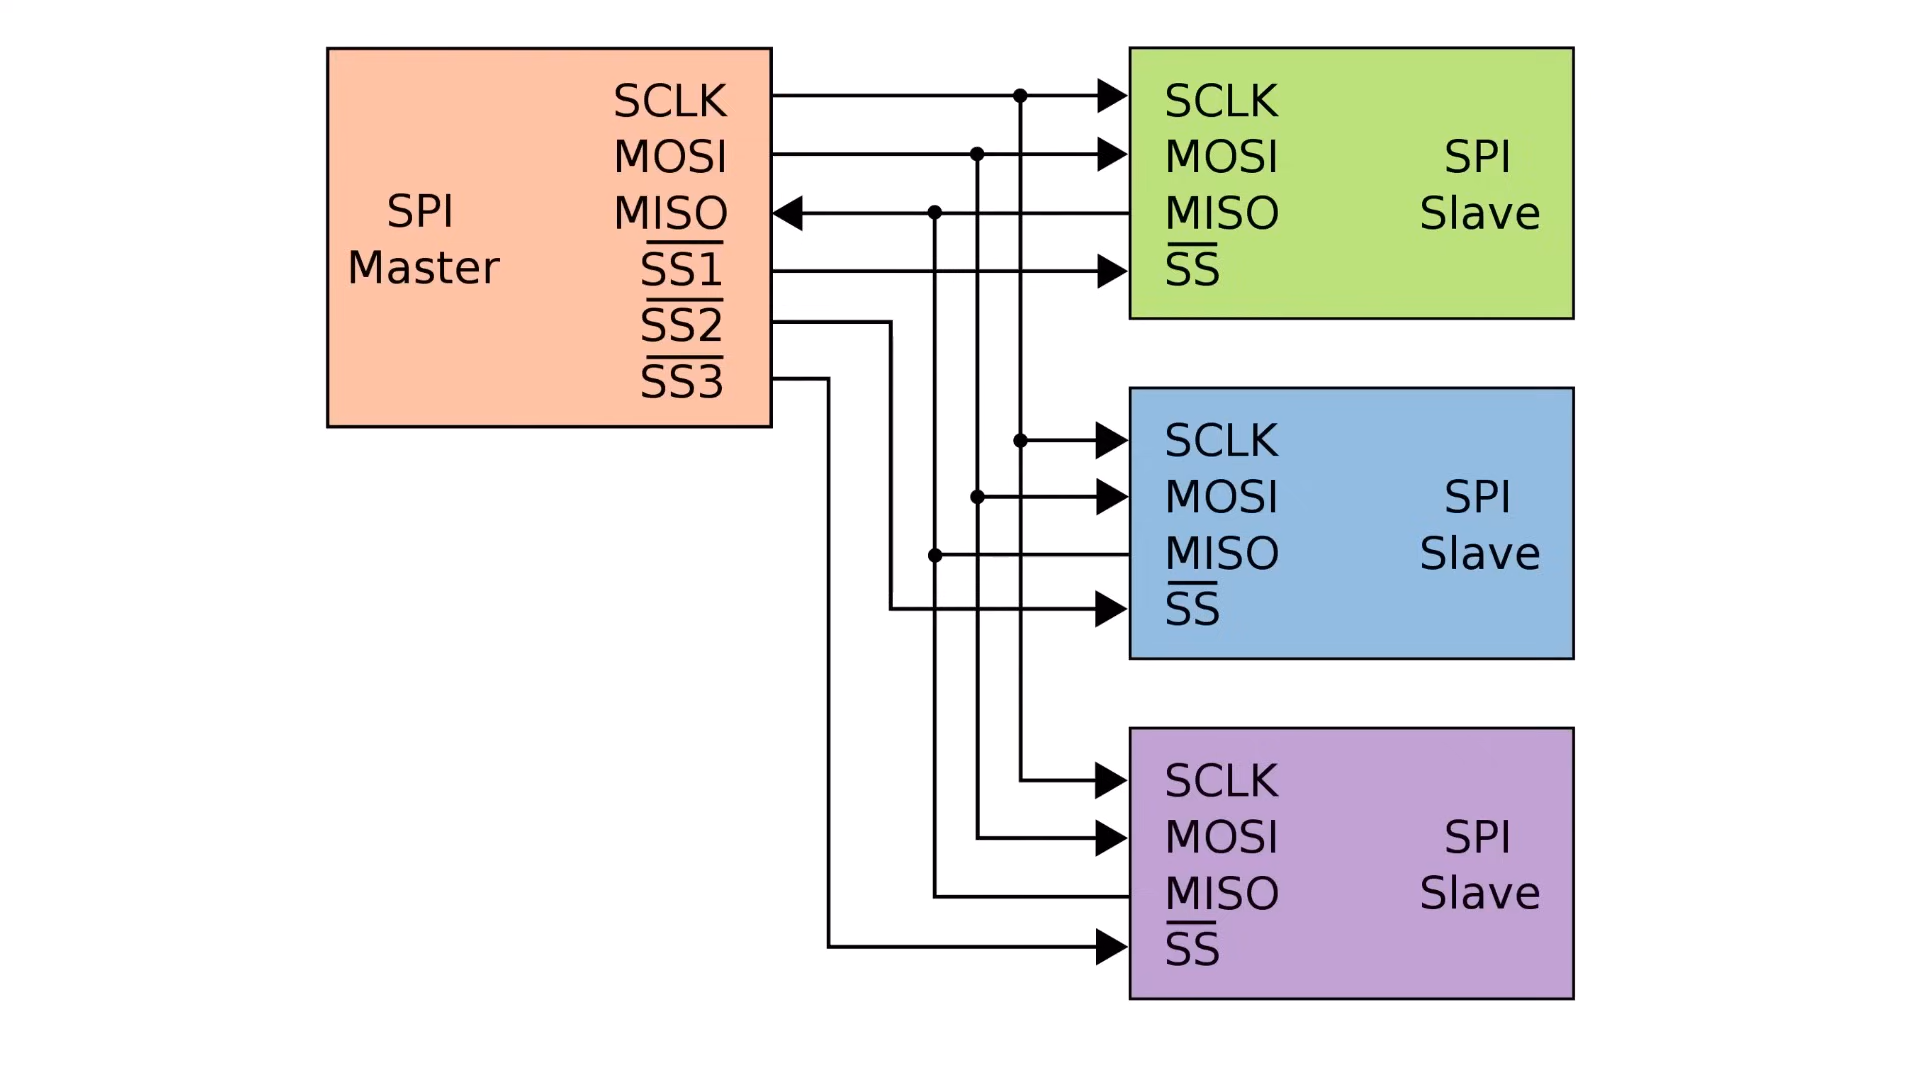 SCLK
MOSI
MISO
SS1
SS2
SS3
SPI
Master
SCLK
MOSI
MISO
SS
SPI
Slave
SCLK
MOSI
MISO
SS
SPI
Slave
SCLK
MOSI
MISO
SS
SPI
Slave